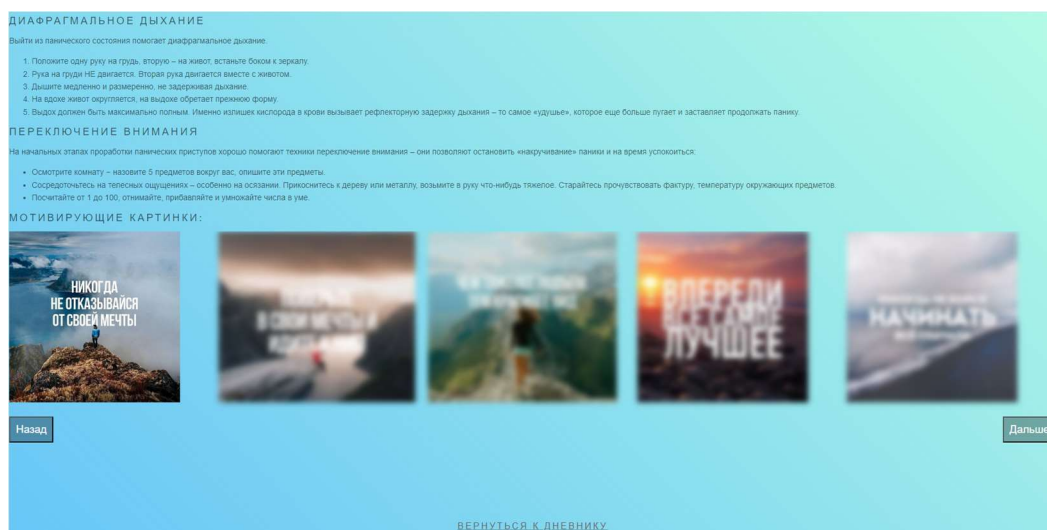 ДИАФРАГМАЛЬНОЕ ДЫХАНИЕ
Выйти из панического состояния помогает диафрагмальное дыхание.
1. Положите одну руку на грудь, вторую – на живот, встаньте боком к зеркалу.
2. Рука на груди НЕ двигается. Вторая рука двигается вместе с животом.
3. Дышите медленно и размеренно, не задерживая дыхание.
4. На вдохе живот округляется, на выдохе обретает прежнюю форму.
5. Выдох должен быть максимально полным. Именно излишек кислорода в крови вызывает рефлекторную задержку дыхания – то самое «удушье», которое еще больше пугает и заставляет продолжать панику.
ПЕРЕКЛЮЧЕНИЕ ВНИМАНИЯ
На начальных этапах проработки панических приступов хорошо помогают техники переключение внимания – они позволяют остановить «накручивание» паники и на время успокоиться:
• Осмотрите комнату – назовите 5 предметов вокруг вас, опишите эти предметы.
• Сосредоточьтесь на телесных ощущениях – особенно на осязании. Прикоснитесь к дереву или металлу, возьмите в руку что-нибудь тяжелое. Старайтесь прочувствовать фактуру, температуру окружающих предметов.
• Посчитайте от 1 до 100, отнимайте, прибавляйте и умножайте числа в уме.
МОТИВИРУЮЩИЕ КАРТИНКИ:
НИКОГДА
НЕ ОТКАЗЫВАЙСЯ
ОТ СВОЕЙ МЕЧТЫ
В СВОИ МЕЧТЫ И
ВПЕРЕДИ
ВСЕ САМОЕ
ЛУЧШЕЕ
НАЧИНАТЬ
Назад
Дальше
ВЕРНУТЬСЯ К ДНЕВНИКУ